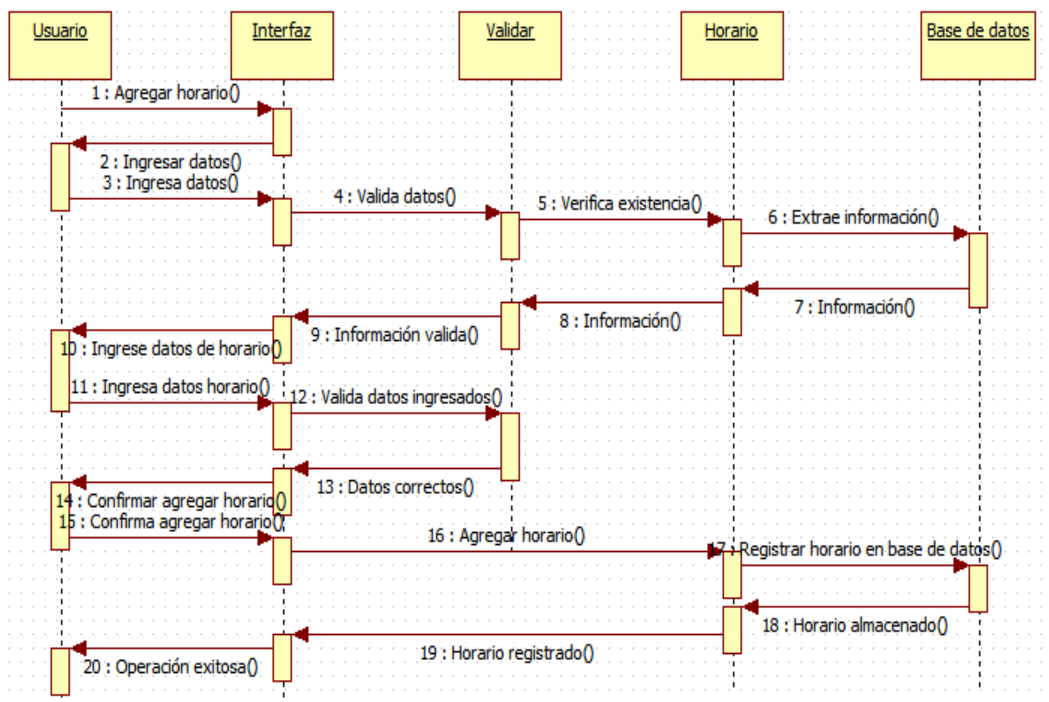 Usuario
Interfaz
Validar
Horario
Base de datos
1 : Agregar horario()
2 : Ingresar datos()
3 : Ingresa datos()
4 : Valida datos()
5 : Verifica existencia()
6 : Extrae información()
7 : Información()
8 : Información()
9 : Información valida()
10 : Ingrese datos de horario()
11 : Ingresa datos horario()
12 : Valida datos ingresados()
13 : Datos correctos()
14 : Confirmar agregar horario()
15 : Confirma agregar horario()
16 : Agregar horario()
17 : Registrar horario en base de datos()
18 : Horario almacenado()
19 : Horario registrado()
20 : Operación exitosa()